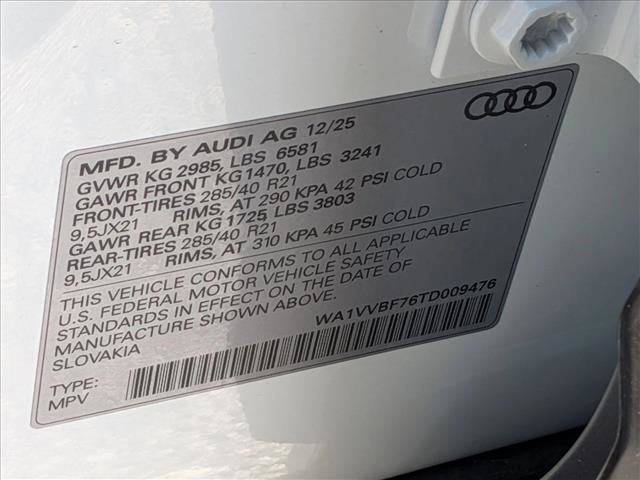 MFD. BY AUDI AG 12/25
GVWR KG 2985, LBS 6581
GAWR FRONT KG1470, LBS 3241
FRONT-TIRES 285/40 R21
9,5JX21 RIMS, AT 290 KPA 42 PSI COLD
GAWR REAR KG 1725, LBS 3803
REAR-TIRES 285/40 R21
9,5JX21 RIMS, AT 310 KPA 45 PSI COLD
THIS VEHICLE CONFORMS TO ALL APPLICABLE
U.S. FEDERAL MOTOR VEHICLE SAFETY
STANDARDS IN EFFECT ON THE DATE OF
MANUFACTURE SHOWN ABOVE.
SLOVAKIA
WA1VVBF76TD009476
TYPE:
MPV